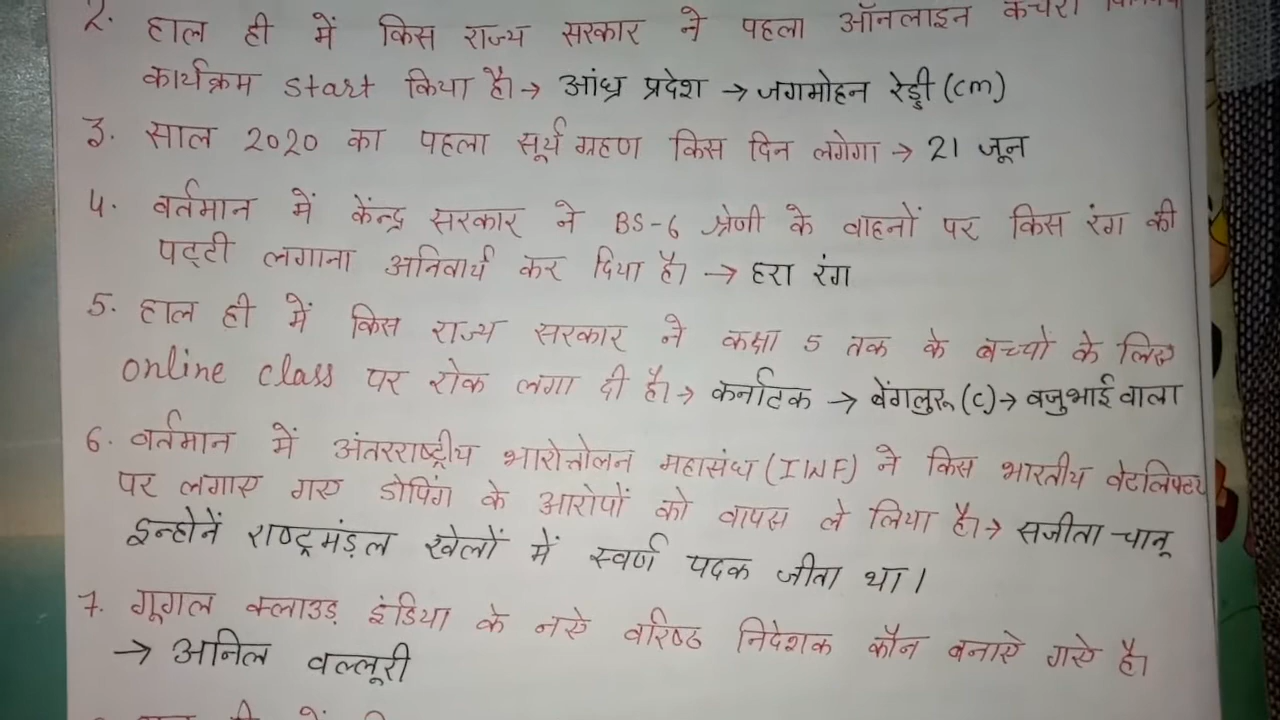 2. हाल ही में किस राज्य सरकार ने पहला ऑनलाइन कचरा
कार्यक्रम start किया है। → आंध्र प्रदेश → जगमोहन रेड्डी (cm)
3. साल 2020 का पहला सूर्य ग्रहण किस दिन लगेगा → 21 जून
4. वर्तमान में केंन्द्र सरकार ने BS-6 श्रेणी के वाहनों पर किस रंग की
पट्टी लगाना अनिवार्य कर दिया है। → हरा रंग
5. हाल ही में किस राज्य सरकार ने कक्षा 5 तक के बच्चों के लिए
online class पर रोक लगा दी है। → कर्नाटक → बेंगलुरू (c) → वजुभाई वाला
6. वर्तमान में अंतरराष्ट्रीय भारोत्तोलन महासंघ (IWF) ने किस भारतीय वेटलिफ्टर
पर लगाए गए डोपिंग के आरोपों को वापस ले लिया है। → सजीता चानू
इन्होनें राष्ट्रमंड़ल खेलों में स्वर्ण पदक जीता था।
7. गूगल क्लाउड़ इंडिया के नऐ वरिष्ठ निदेशक कौन बनाऐ गऐ है।
→ अनिल वल्लूरी